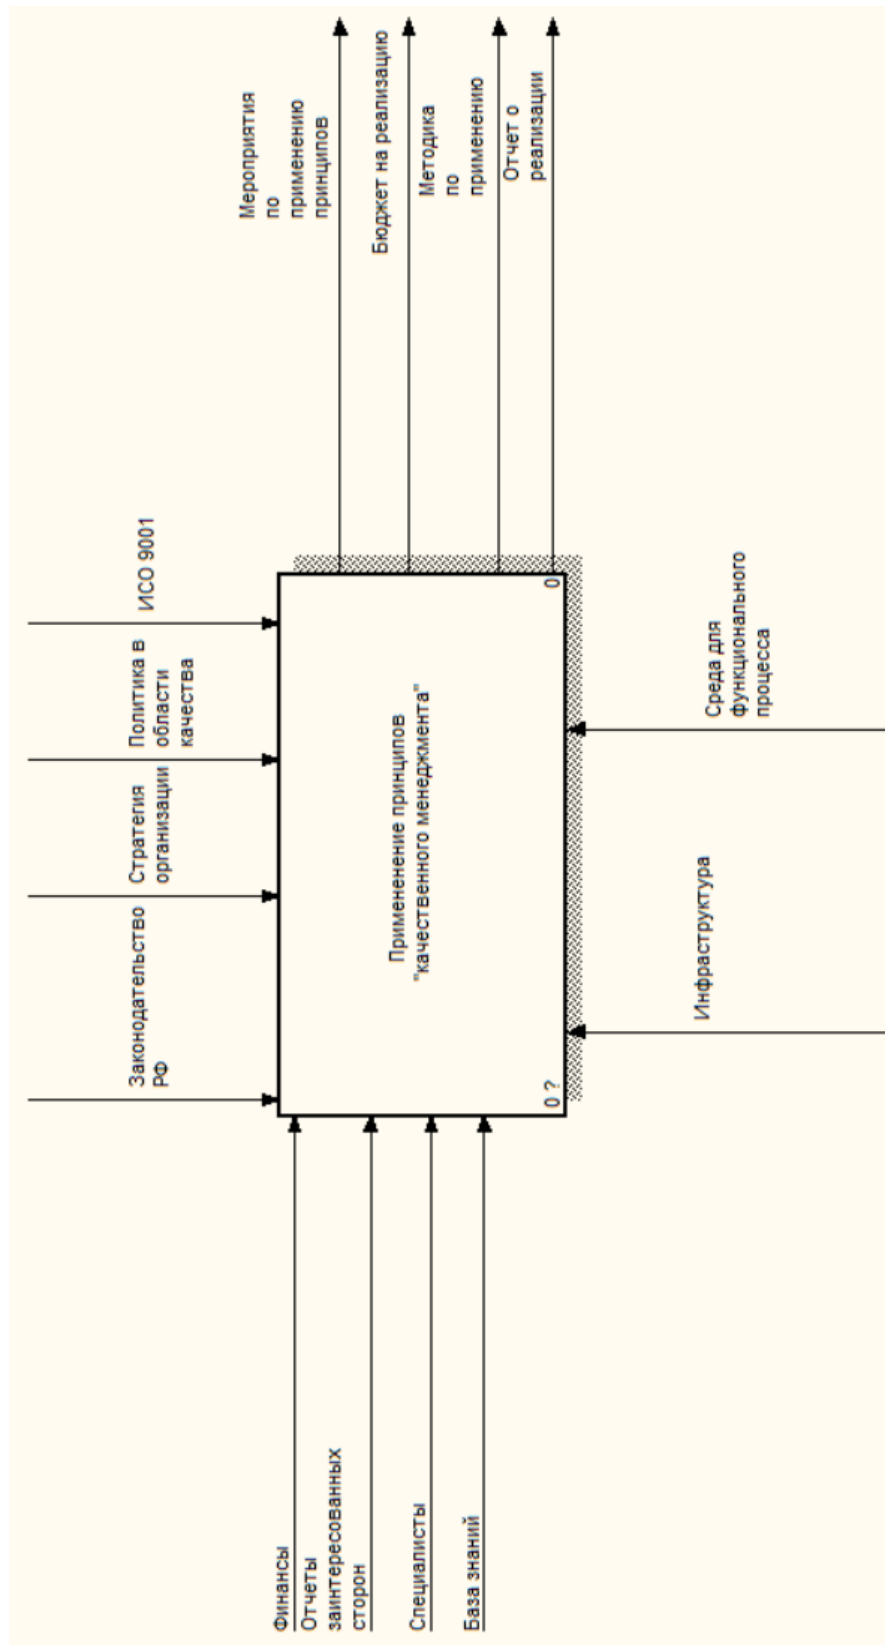 Законодательство
РФ
Стратегия
организации
Политика в
области
качества
ИСО 9001
Финансы
Отчеты
заинтересованных
сторон
Специалисты
База знаний
Примененение принципов
"качественного менеджмента"
0 ?
0
Мероприятия
по
применению
принципов
Бюджет на реализацию
Методика
по
применению
Отчет о
реализации
Инфраструктура
Среда для
функционального
процесса